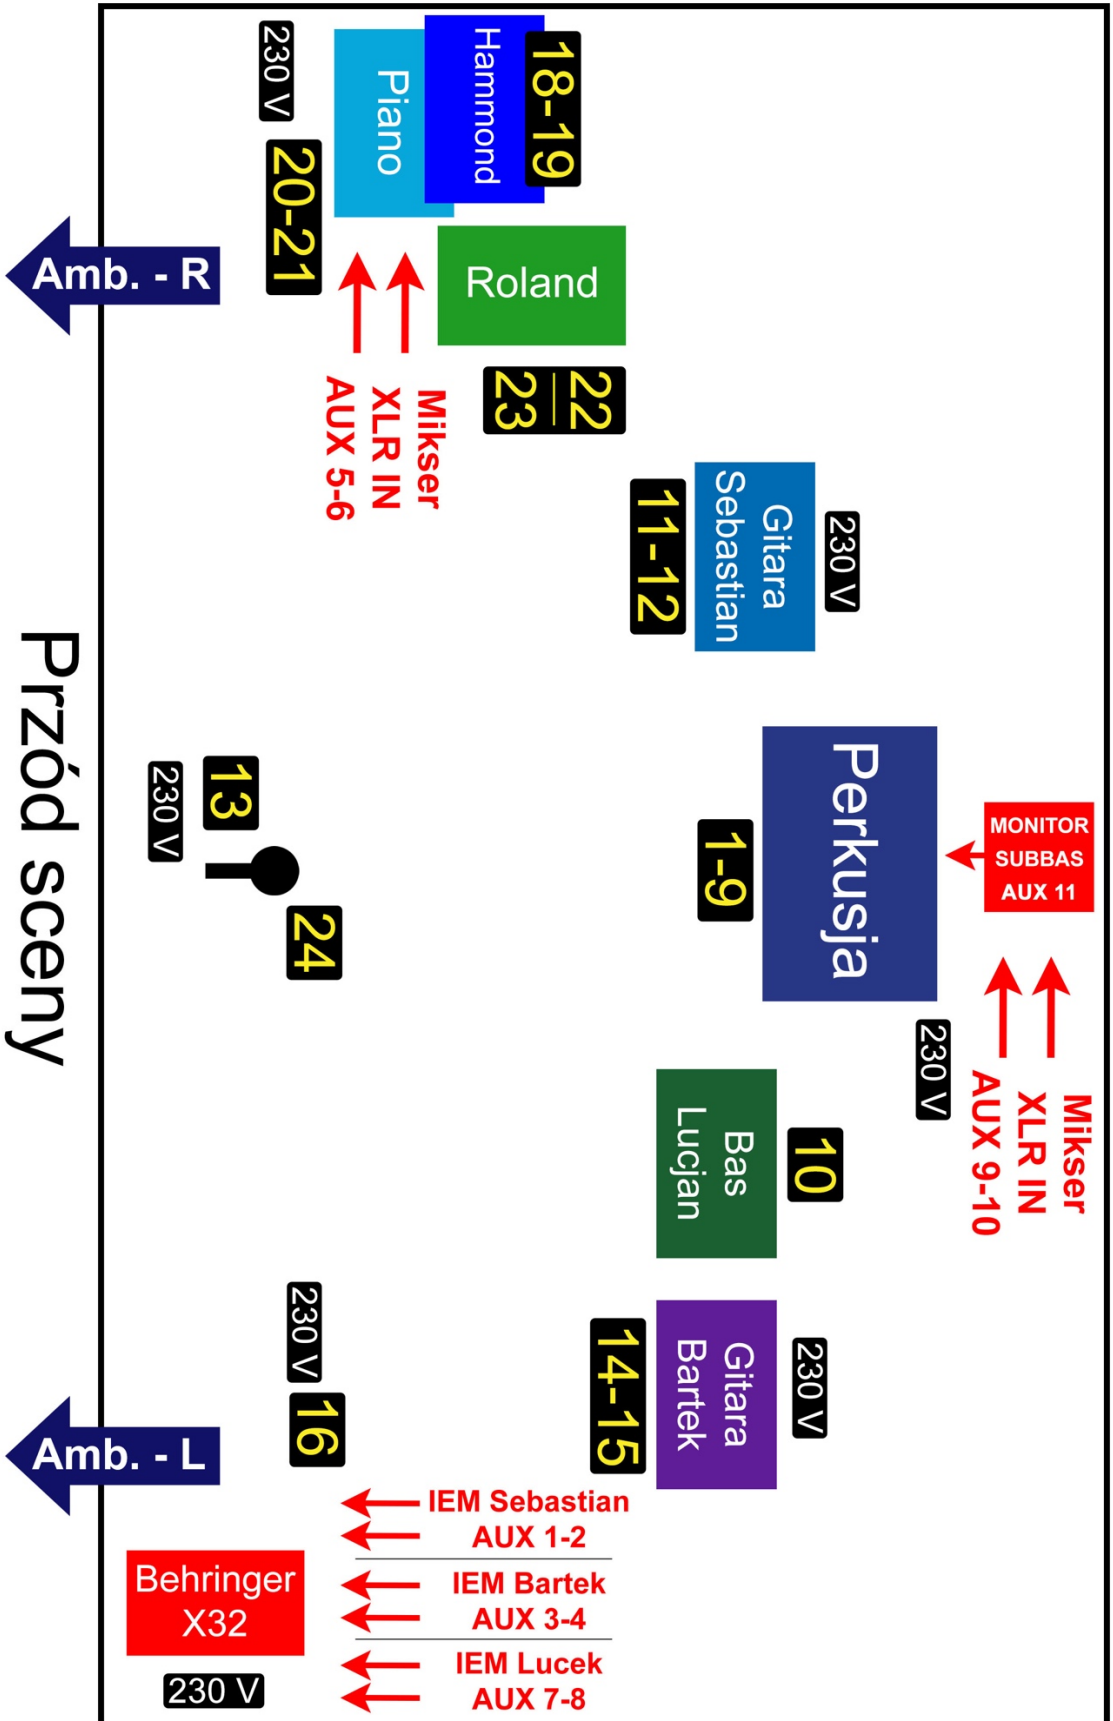 230 V
Piano
Hammond
18-19
20-21
Amb. - R
Roland
22
23
Mikser
XLR IN
AUX 5-6
Gitara
Sebastian
11-12
230 V
Przód sceny
13
230 V
24
Perkusja
1-9
MONITOR
SUBBAS
AUX 11
230 V
Mikser
XLR IN
AUX 9-10
Bas
Lucjan
10
Gitara
Bartek
14-15
230 V
230 V
16
Amb. - L
IEM Sebastian
AUX 1-2
IEM Bartek
AUX 3-4
IEM Lucek
AUX 7-8
Behringer
X32
230 V